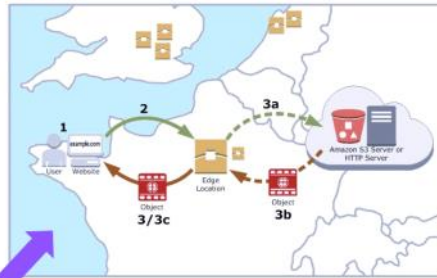 1
2
3a
example.com
User
Website
Edge
Location
Amazon S3 Server or
HTTP Server
Object
3/3c
Object
3b